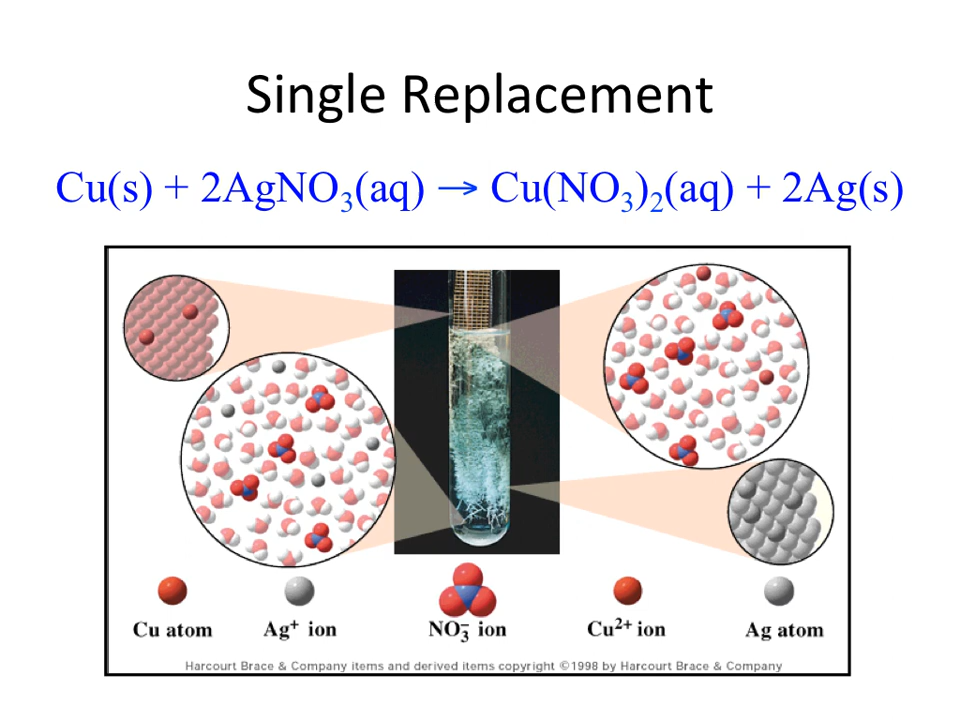 Single Replacement
Cu(s) + 2AgNO₃(aq) → Cu(NO₃)₂(aq) + 2Ag(s)
Cu atom Ag⁺ ion NO₃⁻ ion Cu²⁺ ion Ag atom
Harcourt Brace & Company items and derived items copyright ©1998 by Harcourt Brace & Company